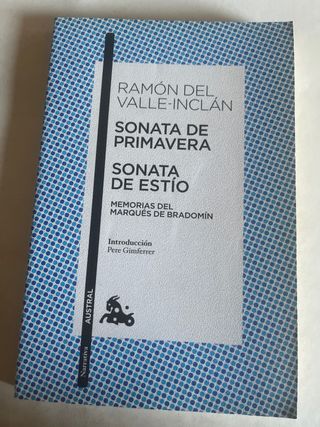 RAMÓN DEL
VALLE-INCLÁN
SONATA DE
PRIMAVERA
SONATA
DE ESTÍO
MEMORIAS DEL
MARQUÉS DE BRADOMÍN
Introducción
Pere Gimferrer
AUSTRAL
Narrativa